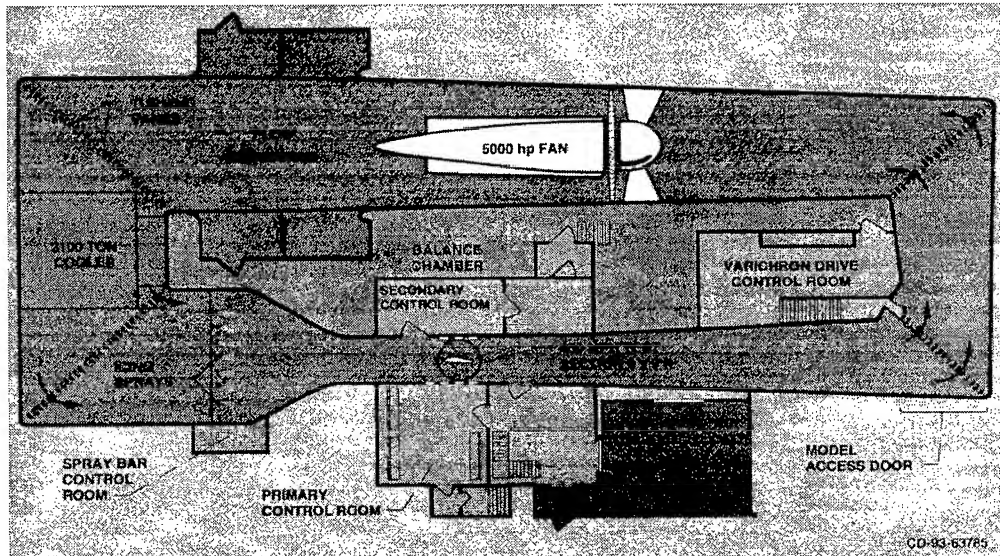 TURNING
VANES
5000 hp FAN
2100 TON
COOLER
BALANCE
CHAMBER
SECONDARY
CONTROL ROOM
VARICHRON DRIVE
CONTROL ROOM
ICING
SPRAYS
SPRAY BAR
CONTROL
ROOM
PRIMARY
CONTROL ROOM
MODEL
ACCESS DOOR
CD-93-63785